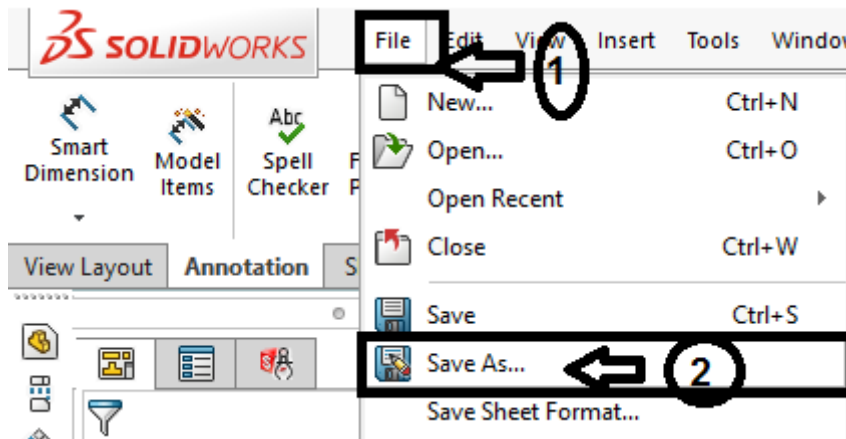 SOLIDWORKS
File Edit View Insert Tools Window
1
New... Ctrl+N
Smart Dimension
Model Items
Abc
Spell Checker
F
P
Open... Ctrl+O
Open Recent
Close Ctrl+W
View Layout Annotation S
Save Ctrl+S
Save As... 2
Save Sheet Format...